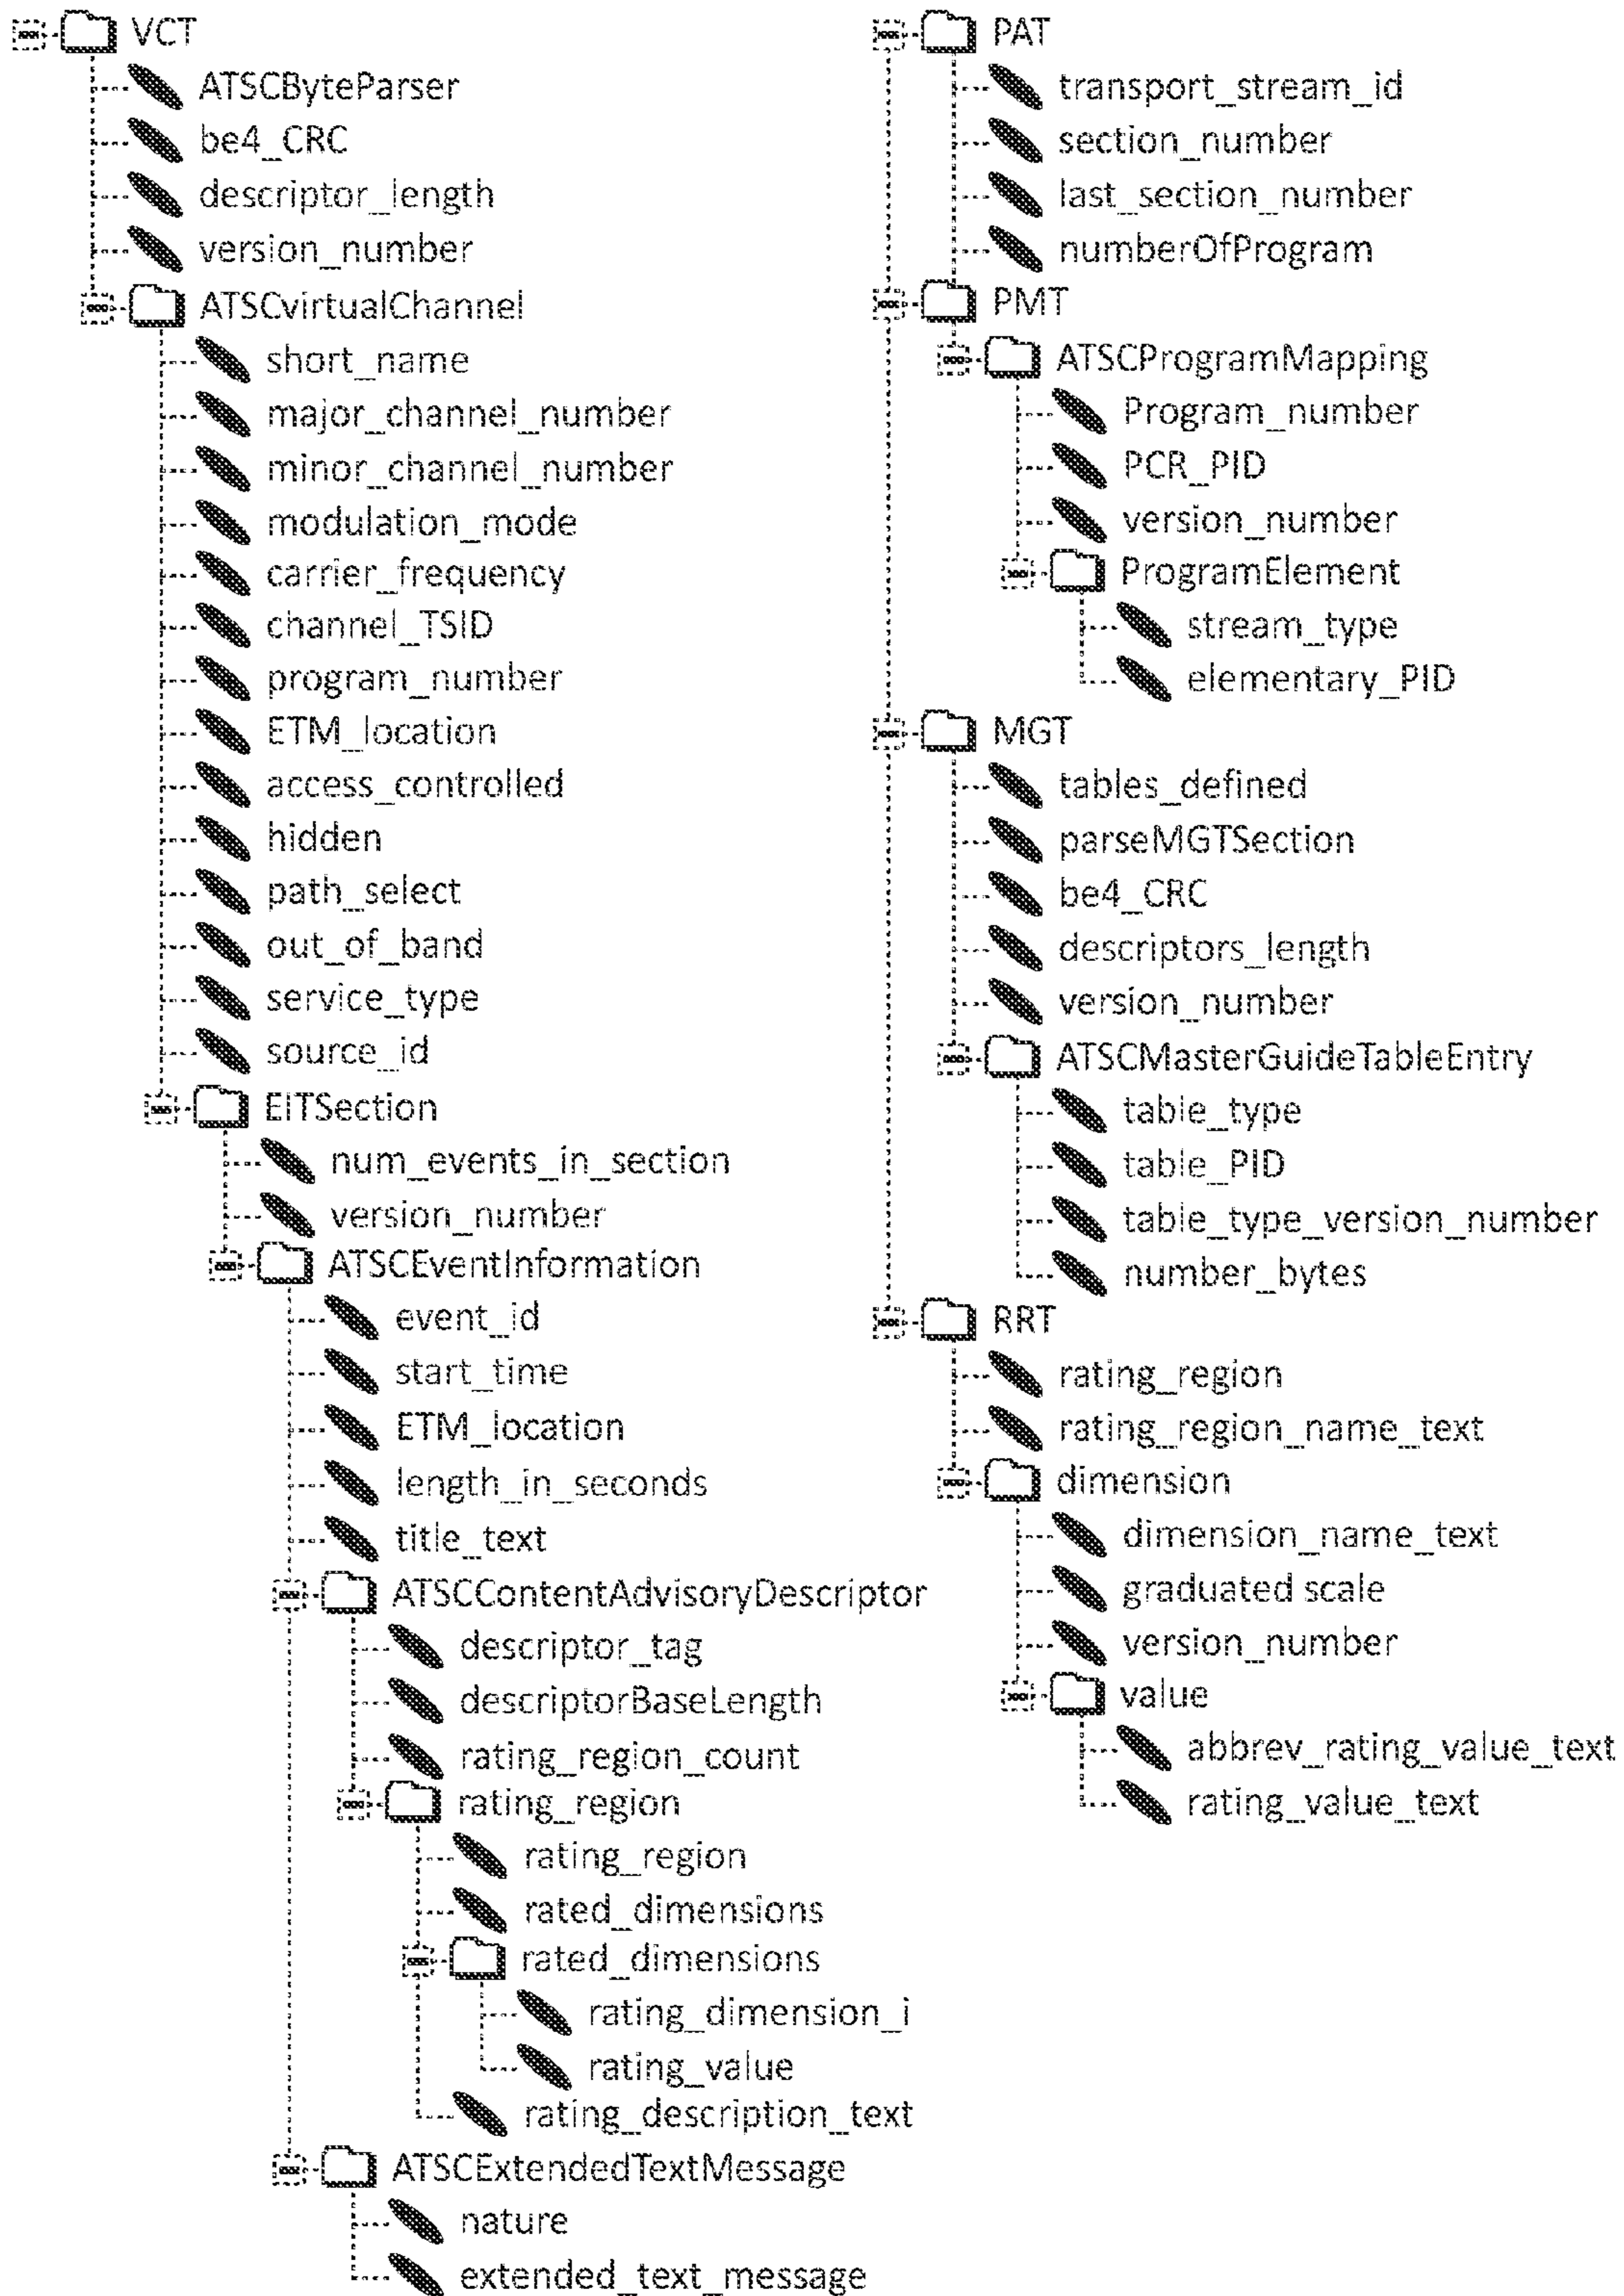 VCT
ATSCByteParser
be4_CRC
descriptor_length
version_number
ATSCvirtualChannel
short_name
major_channel_number
minor_channel_number
modulation_mode
carrier_frequency
channel_TSID
program_number
ETM_location
access_controlled
hidden
path_select
out_of_band
service_type
source_id
EITSection
num_events_in_section
version_number
ATSCEventInformation
event_id
start_time
ETM_location
length_in_seconds
title_text
ATSCContentAdvisoryDescriptor
descriptor_tag
descriptorBaseLength
rating_region_count
rating_region
rating_region
rated_dimensions
rated_dimensions
rating_dimension_i
rating_value
rating_description_text
ATSCExtendedTextMessage
nature
extended_text_message
PAT
transport_stream_id
section_number
last_section_number
numberOfProgram
PMT
ATSCProgramMapping
Program_number
PCR_PID
version_number
ProgramElement
stream_type
elementary_PID
MGT
tables_defined
parseMGTSection
be4_CRC
descriptors_length
version_number
ATSCMasterGuideTableEntry
table_type
table_PID
table_type_version_number
number_bytes
RRT
rating_region
rating_region_name_text
dimension
dimension_name_text
graduated scale
version_number
value
abbrev_rating_value_text
rating_value_text